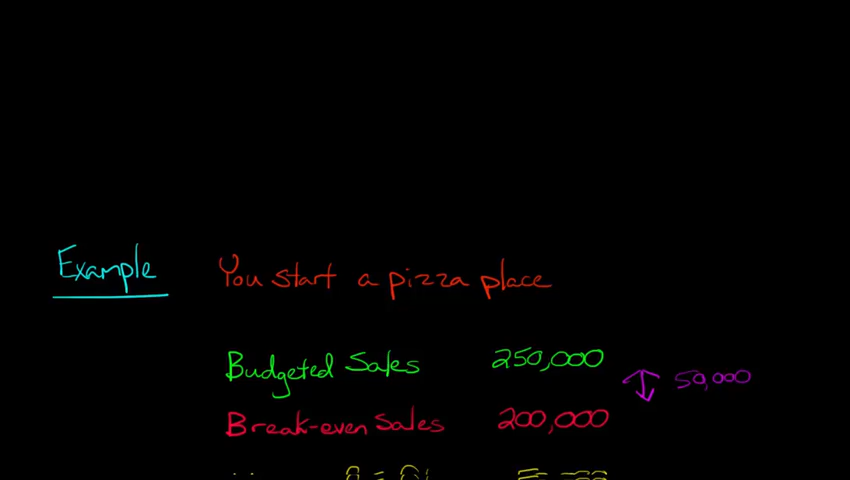 Example You start a pizza place
Budgeted Sales 250,000
50,000
Break-even Sales 200,000